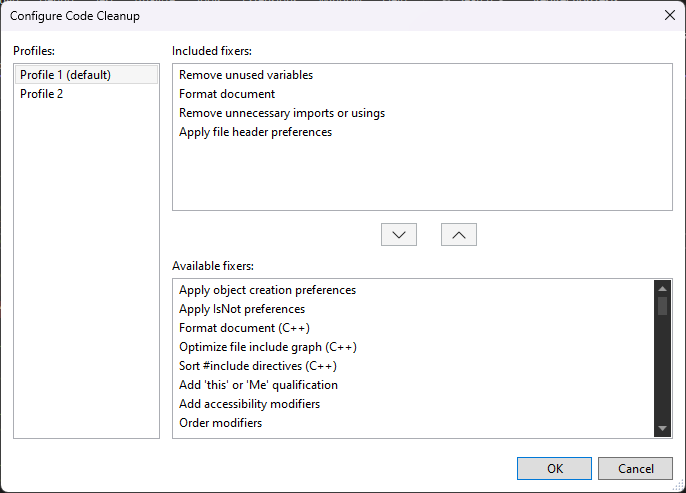 Configure Code Cleanup
Profiles:
Profile 1 (default)
Profile 2
Included fixers:
Remove unused variables
Format document
Remove unnecessary imports or usings
Apply file header preferences
Available fixers:
Apply object creation preferences
Apply IsNot preferences
Format document (C++)
Optimize file include graph (C++)
Sort #include directives (C++)
Add 'this' or 'Me' qualification
Add accessibility modifiers
Order modifiers
OK
Cancel